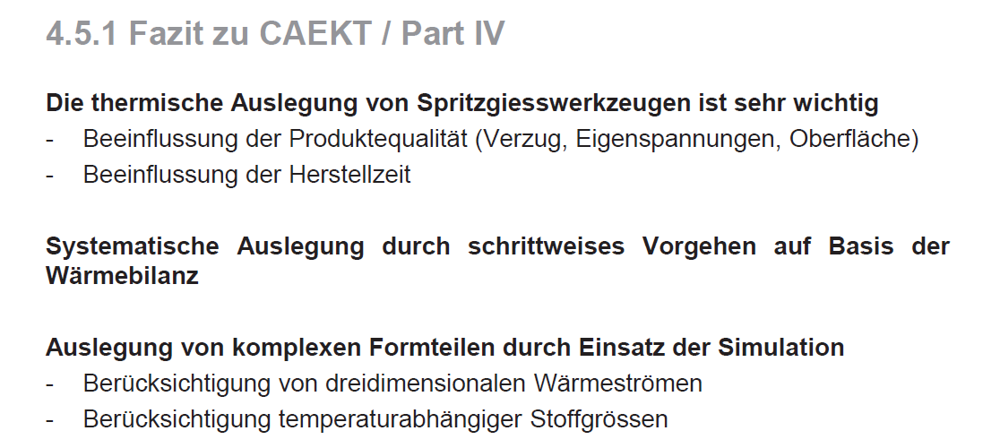 4.5.1 Fazit zu CAEKT / Part IV
Die thermische Auslegung von Spritzgiesswerkzeugen ist sehr wichtig
- Beeinflussung der Produktequalität (Verzug, Eigenspannungen, Oberfläche)
- Beeinflussung der Herstellzeit
Systematische Auslegung durch schrittweises Vorgehen auf Basis der
Wärmebilanz
Auslegung von komplexen Formteilen durch Einsatz der Simulation
- Berücksichtigung von dreidimensionalen Wärmeströmen
- Berücksichtigung temperaturabhängiger Stoffgrössen